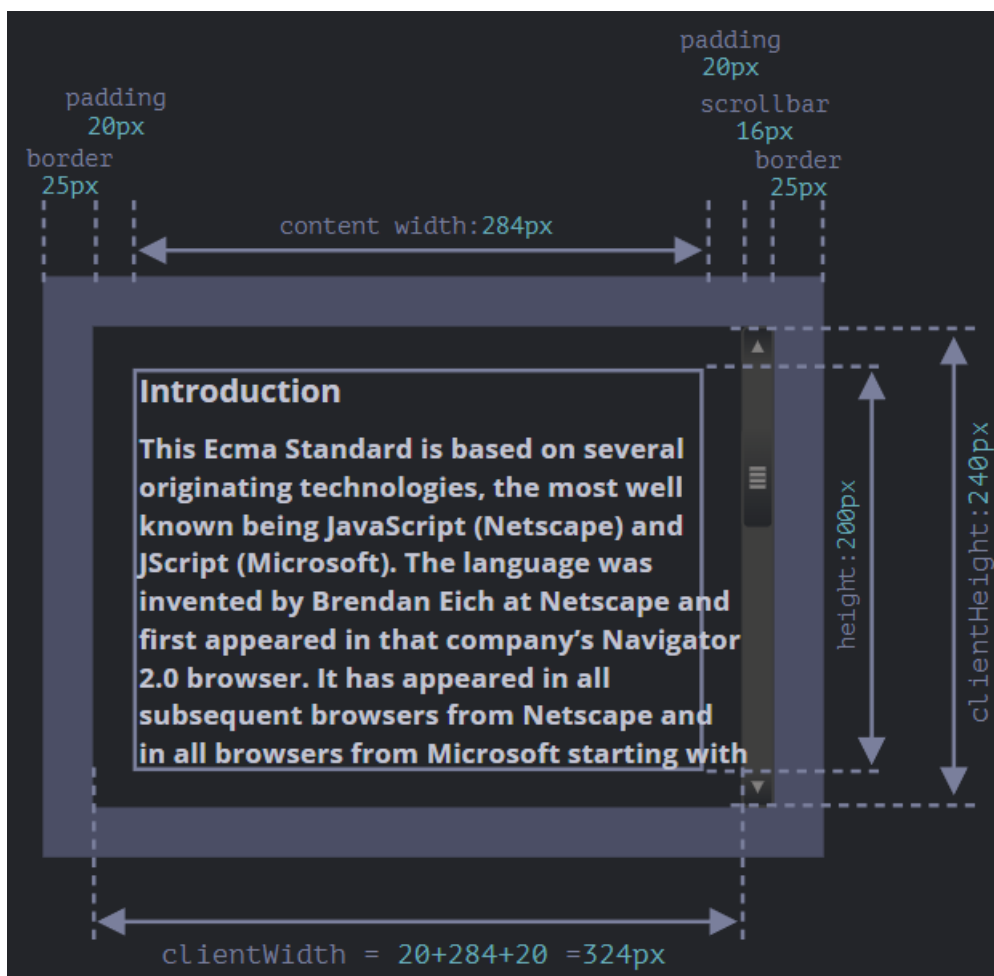 padding
20px
padding
20px
scrollbar
16px
border
25px
border
25px
content width:284px
Introduction
This Ecma Standard is based on several
originating technologies, the most well
known being JavaScript (Netscape) and
JScript (Microsoft). The language was
invented by Brendan Eich at Netscape and
first appeared in that company’s Navigator
2.0 browser. It has appeared in all
subsequent browsers from Netscape and
in all browsers from Microsoft starting with
height:200px
clientHeight:240px
clientWidth = 20+284+20 =324px